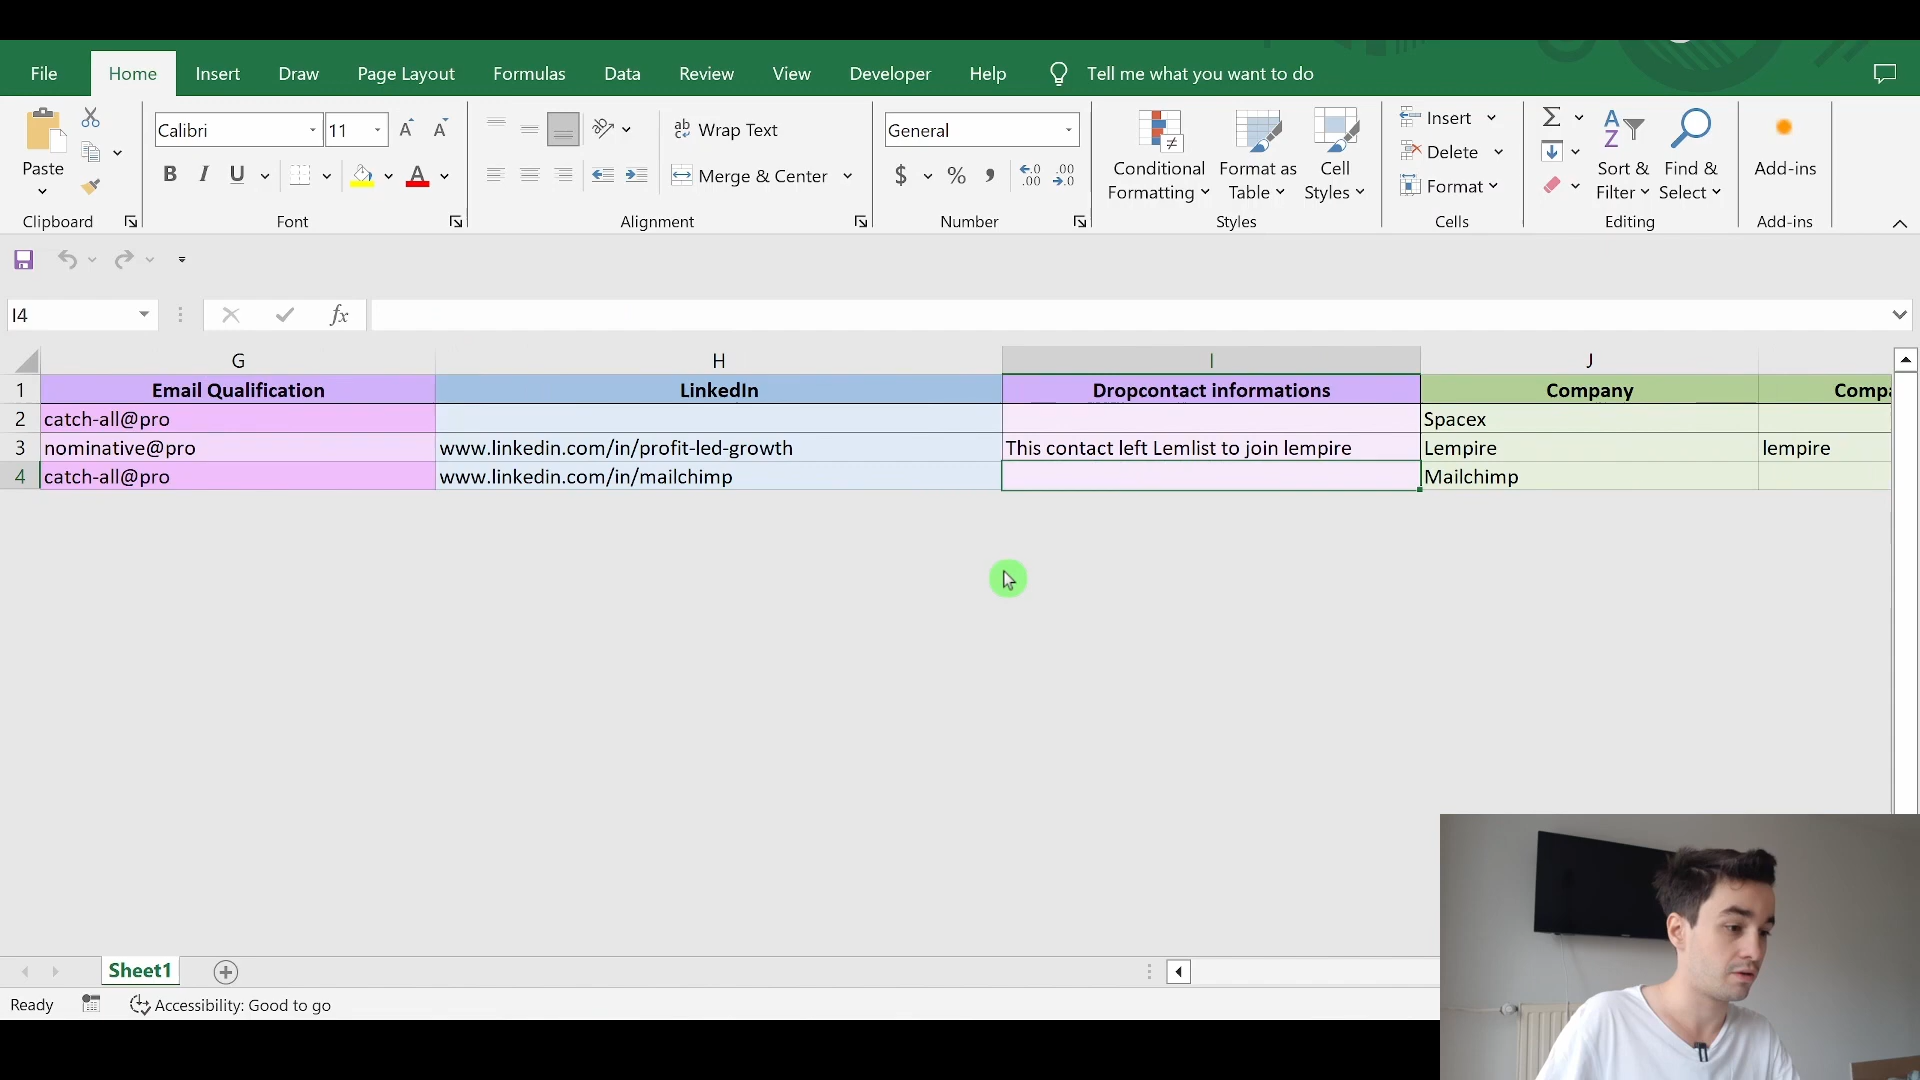 File Home Insert Draw Page Layout Formulas Data Review View Developer Help Tell me what you want to do
Paste
Clipboard
Calibri 11
B I U
Font
Wrap Text
Merge & Center
Alignment
General
$ % ,
Number
Conditional Formatting
Format as Table
Cell Styles
Styles
Insert
Delete
Format
Cells
Sort & Filter
Find & Select
Editing
Add-ins
Add-ins
I4
fx
G H I J
1 Email Qualification LinkedIn Dropcontact informations Company Compa
2 catch-all@pro Spacex
3 nominative@pro www.linkedin.com/in/profit-led-growth This contact left Lemlist to join lempire Lempire lempire
4 catch-all@pro www.linkedin.com/in/mailchimp Mailchimp
Sheet1
Ready Accessibility: Good to go